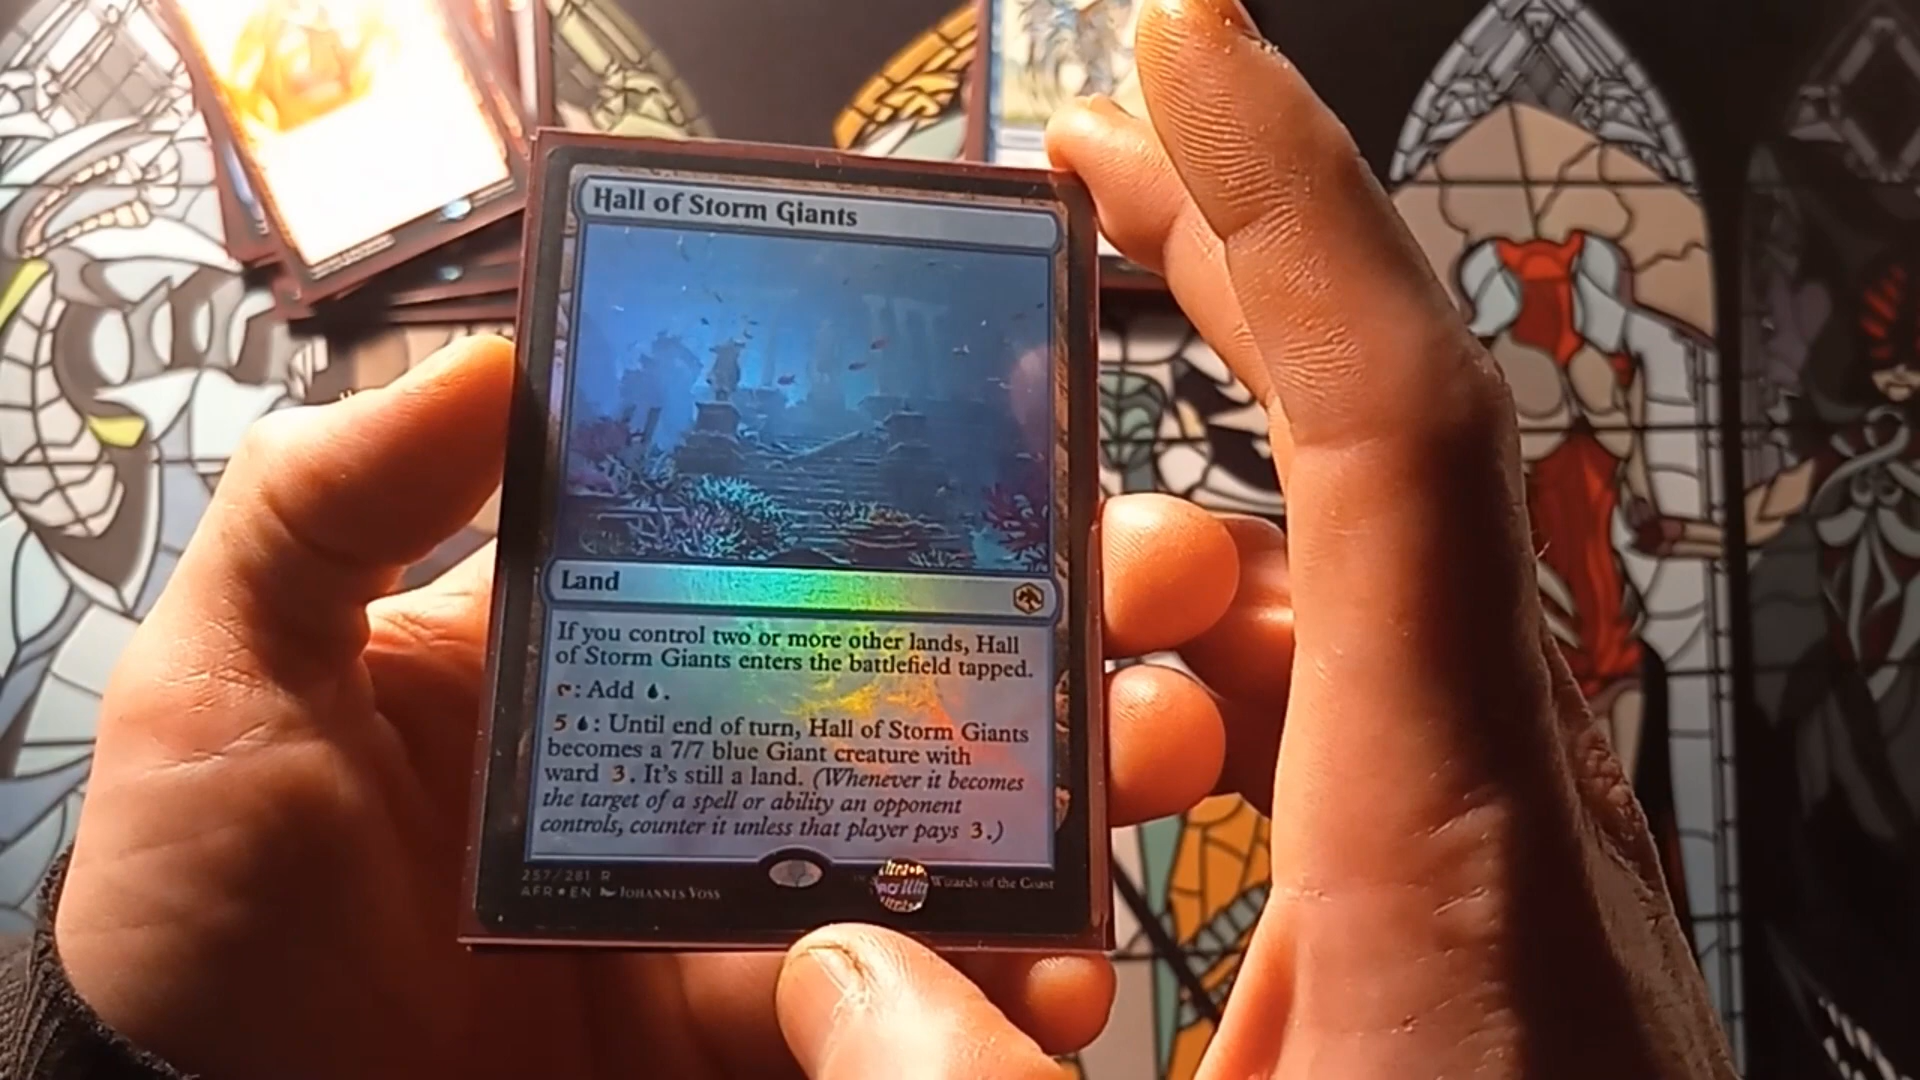 Hall of Storm Giants
Land
If you control two or more other lands, Hall
of Storm Giants enters the battlefield tapped.
: Add .
5 : Until end of turn, Hall of Storm Giants
becomes a 7/7 blue Giant creature with
ward 3. It's still a land. (Whenever it becomes
the target of a spell or ability an opponent
controls, counter it unless that player pays 3.)
257/281 R
AFR EN JOHANNES VOSS
Wizards of the Coast